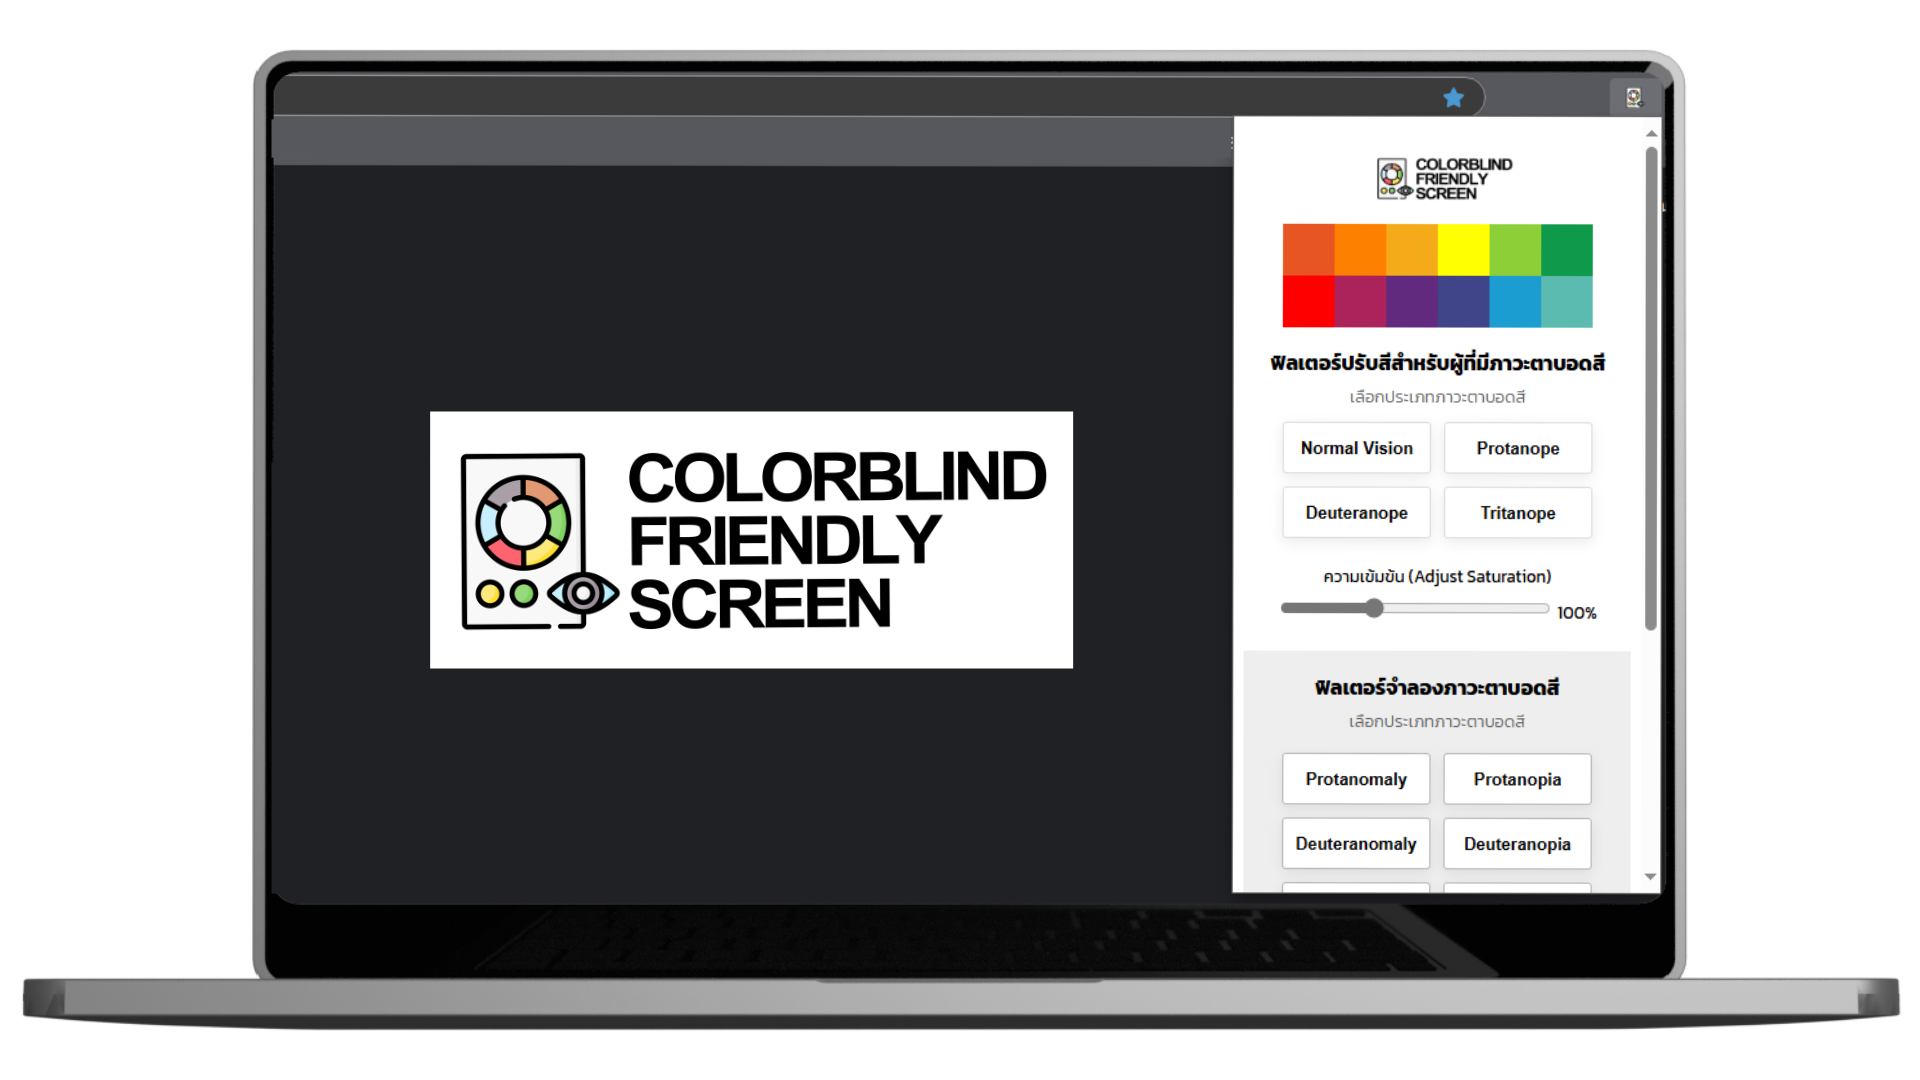 COLORBLIND
FRIENDLY
SCREEN
COLORBLIND
FRIENDLY
SCREEN
ฟิลเตอร์ปรับสีสำหรับผู้ที่มีภาวะตาบอดสี
เลือกประเภทภาวะตาบอดสี
Normal Vision
Protanope
Deuteranope
Tritanope
ความเข้มข้น (Adjust Saturation)
100%
ฟิลเตอร์จำลองภาวะตาบอดสี
เลือกประเภทภาวะตาบอดสี
Protanomaly
Protanopia
Deuteranomaly
Deuteranopia